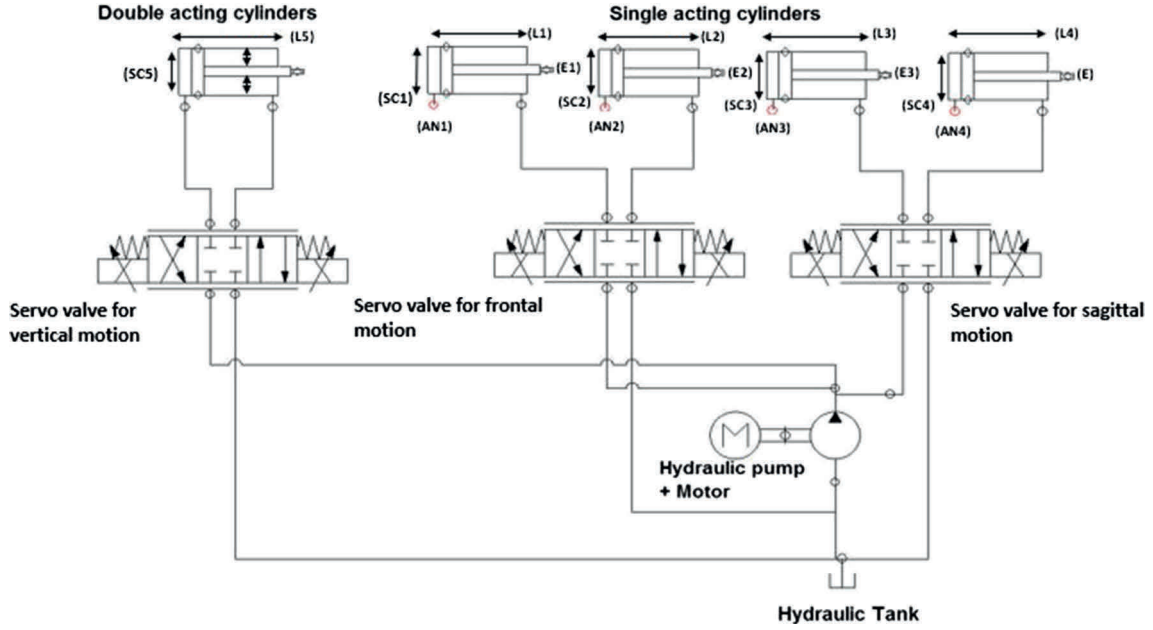 Double acting cylinders
Single acting cylinders
(L5)
(L1)
(L2)
(L3)
(L4)
(SC5)
(SC1)
(E1)
(SC2)
(E2)
(SC3)
(E3)
(SC4)
(E)
(AN1)
(AN2)
(AN3)
(AN4)
Servo valve for
vertical motion
Servo valve for frontal
motion
Servo valve for sagittal
motion
M
Hydraulic pump
+ Motor
Hydraulic Tank